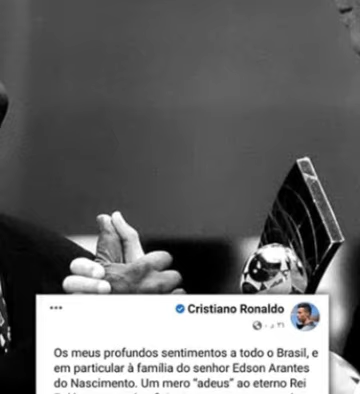 Cristiano Ronaldo
Os meus profundos sentimentos a todo o Brasil, e
em particular à família do senhor Edson Arantes
do Nascimento. Um mero “adeus” ao eterno Rei